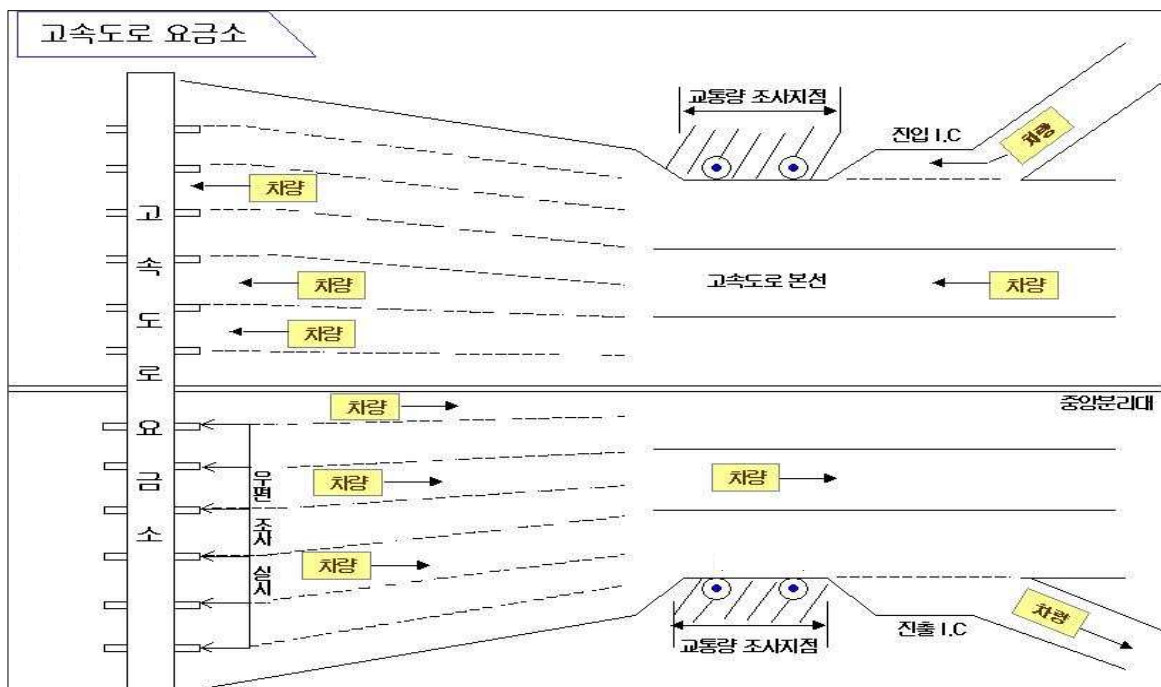 고속도로 요금소
교통량 조사지점
진입 I.C
차량
차량
고속도로 본선
차량
차량
차량
고속도로요금소
중앙분리대
차량
차량
차량
우편 조사 실시
차량
차량
진출 I.C
교통량 조사지점